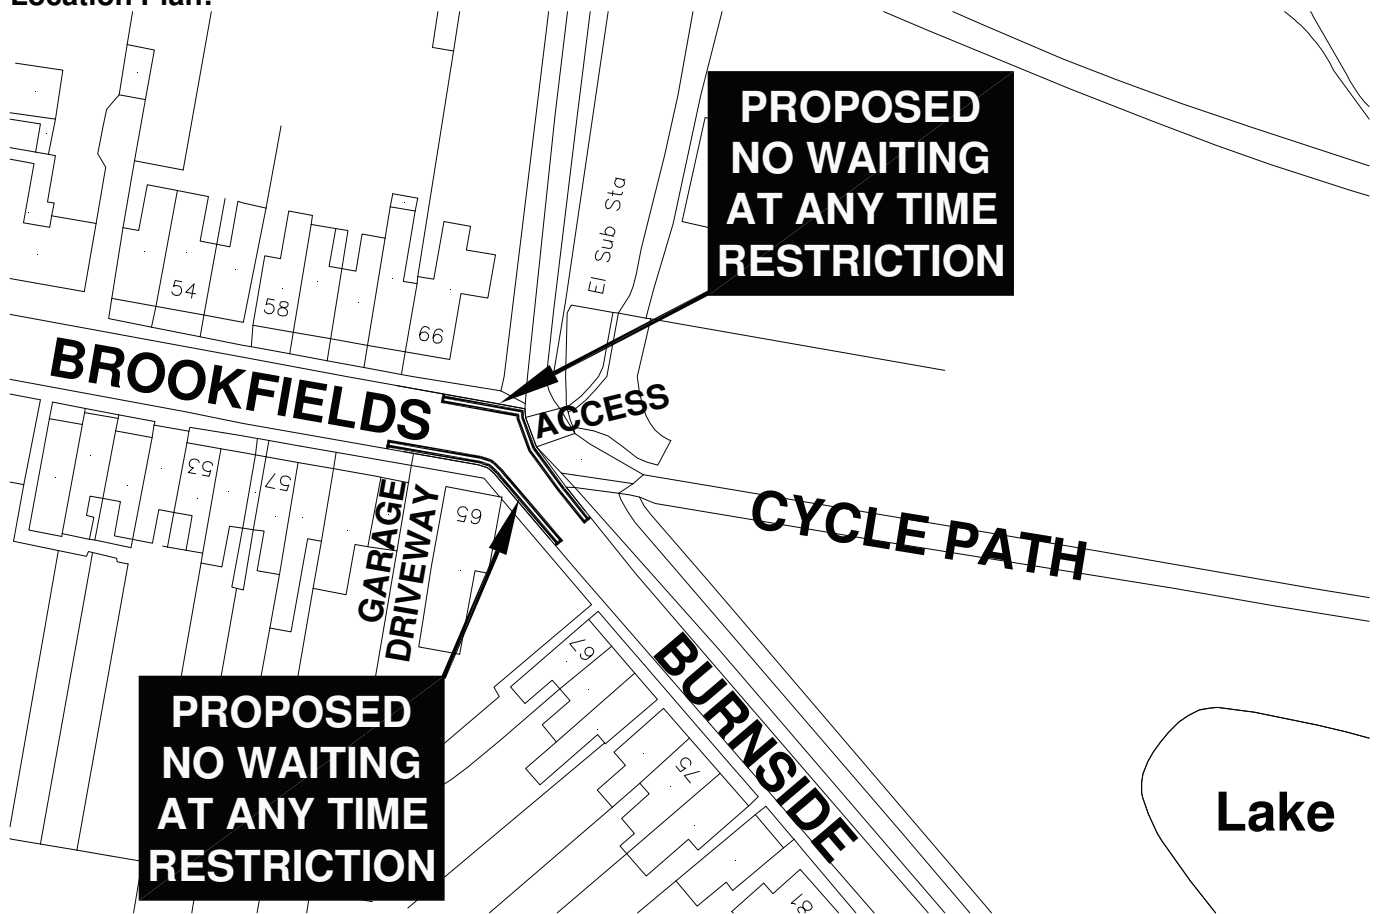 Location Plan:
PROPOSED
NO WAITING
AT ANY TIME
RESTRICTION
El Sub Sta
54
58
66
BROOKFIELDS
ACCESS
53
57
65
GARAGE
DRIVEWAY
CYCLE PATH
67
BURNSIDE
75
81
Lake
PROPOSED
NO WAITING
AT ANY TIME
RESTRICTION